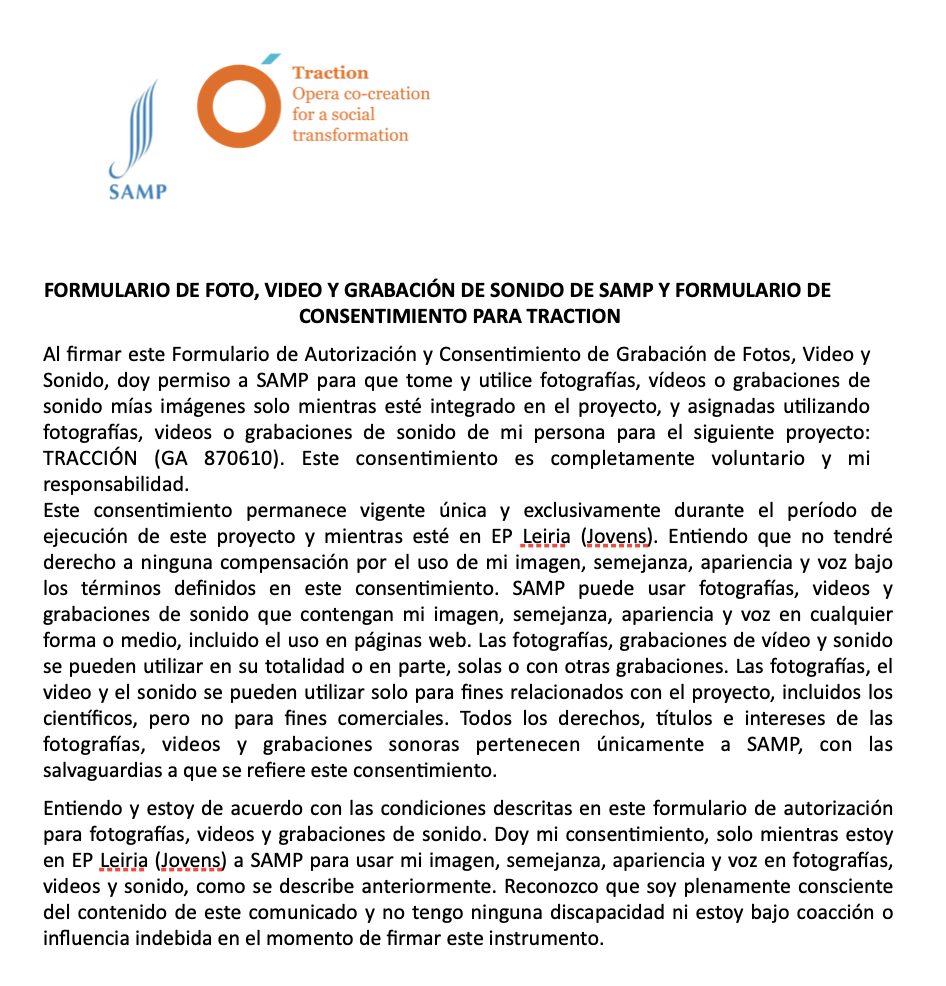 Traction
Opera co-creation
for a social
transformation
SAMP
FORMULARIO DE FOTO, VIDEO Y GRABACIÓN DE SONIDO DE SAMP Y FORMULARIO DE
CONSENTIMIENTO PARA TRACTION
Al firmar este Formulario de Autorización y Consentimiento de Grabación de Fotos, Video y
Sonido, doy permiso a SAMP para que tome y utilice fotografías, vídeos o grabaciones de
sonido mías imágenes solo mientras esté integrado en el proyecto, y asignadas utilizando
fotografías, videos o grabaciones de sonido de mi persona para el siguiente proyecto:
TRACCIÓN (GA 870610). Este consentimiento es completamente voluntario y mi
responsabilidad.
Este consentimiento permanece vigente única y exclusivamente durante el período de
ejecución de este proyecto y mientras esté en EP Leiria (Jovens). Entiendo que no tendré
derecho a ninguna compensación por el uso de mi imagen, semejanza, apariencia y voz bajo
los términos definidos en este consentimiento. SAMP puede usar fotografías, videos y
grabaciones de sonido que contengan mi imagen, semejanza, apariencia y voz en cualquier
forma o medio, incluido el uso en páginas web. Las fotografías, grabaciones de vídeo y sonido
se pueden utilizar en su totalidad o en parte, solas o con otras grabaciones. Las fotografías, el
video y el sonido se pueden utilizar solo para fines relacionados con el proyecto, incluidos los
científicos, pero no para fines comerciales. Todos los derechos, títulos e intereses de las
fotografías, videos y grabaciones sonoras pertenecen únicamente a SAMP, con las
salvaguardias a que se refiere este consentimiento.
Entiendo y estoy de acuerdo con las condiciones descritas en este formulario de autorización
para fotografías, videos y grabaciones de sonido. Doy mi consentimiento, solo mientras estoy
en EP Leiria (Jovens) a SAMP para usar mi imagen, semejanza, apariencia y voz en fotografías,
videos y sonido, como se describe anteriormente. Reconozco que soy plenamente consciente
del contenido de este comunicado y no tengo ninguna discapacidad ni estoy bajo coacción o
influencia indebida en el momento de firmar este instrumento.